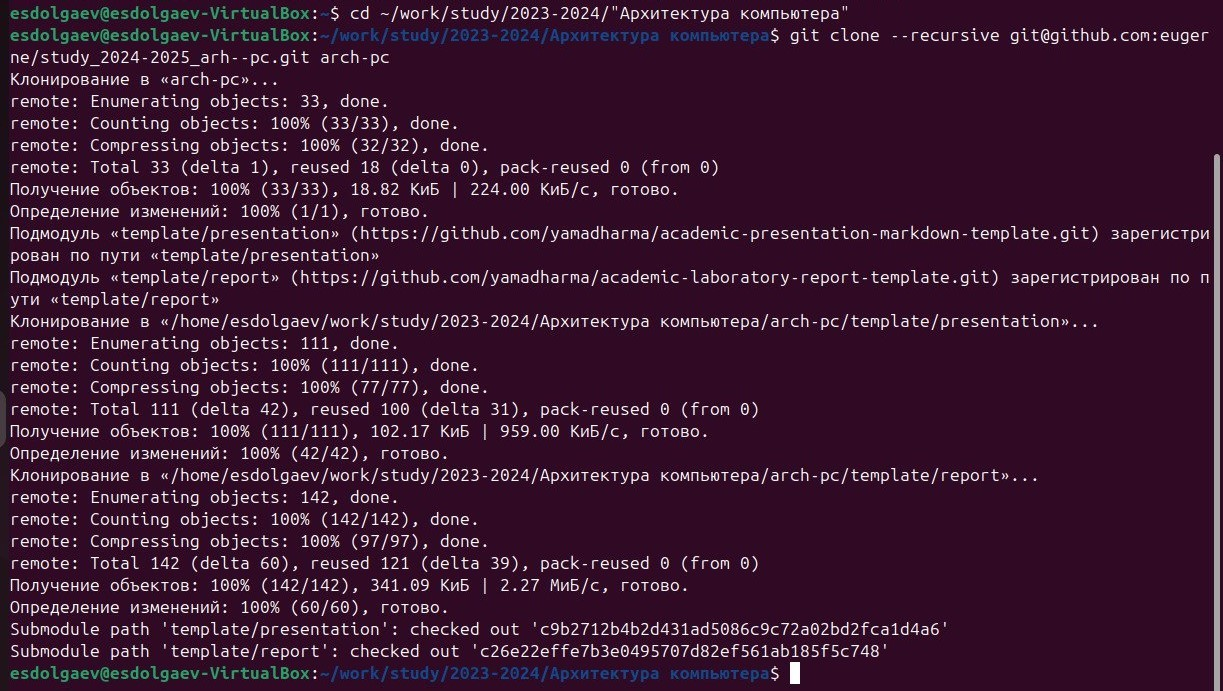 esdolgaev@esdolgaev-VirtualBox:~$ cd ~/work/study/2023-2024/"Архитектура компьютера"
esdolgaev@esdolgaev-VirtualBox:~/work/study/2023-2024/Архитектура компьютера$ git clone --recursive git@github.com:euger
ne/study_2024-2025_arh--pc.git arch-pc
Клонирование в «arch-pc»...
remote: Enumerating objects: 33, done.
remote: Counting objects: 100% (33/33), done.
remote: Compressing objects: 100% (32/32), done.
remote: Total 33 (delta 1), reused 18 (delta 0), pack-reused 0 (from 0)
Получение объектов: 100% (33/33), 18.82 КиБ | 224.00 КиБ/с, готово.
Определение изменений: 100% (1/1), готово.
Подмодуль «template/presentation» (https://github.com/yamadharma/academic-presentation-markdown-template.git) зарегистри
рован по пути «template/presentation»
Подмодуль «template/report» (https://github.com/yamadharma/academic-laboratory-report-template.git) зарегистрирован по п
ути «template/report»
Клонирование в «/home/esdolgaev/work/study/2023-2024/Архитектура компьютера/arch-pc/template/presentation»...
remote: Enumerating objects: 111, done.
remote: Counting objects: 100% (111/111), done.
remote: Compressing objects: 100% (77/77), done.
remote: Total 111 (delta 42), reused 100 (delta 31), pack-reused 0 (from 0)
Получение объектов: 100% (111/111), 102.17 КиБ | 959.00 КиБ/с, готово.
Определение изменений: 100% (42/42), готово.
Клонирование в «/home/esdolgaev/work/study/2023-2024/Архитектура компьютера/arch-pc/template/report»...
remote: Enumerating objects: 142, done.
remote: Counting objects: 100% (142/142), done.
remote: Compressing objects: 100% (97/97), done.
remote: Total 142 (delta 60), reused 121 (delta 39), pack-reused 0 (from 0)
Получение объектов: 100% (142/142), 341.09 КиБ | 2.27 МиБ/с, готово.
Определение изменений: 100% (60/60), готово.
Submodule path 'template/presentation': checked out 'c9b2712b4b2d431ad5086c9c72a02bd2fca1d4a6'
Submodule path 'template/report': checked out 'c26e22effe7b3e0495707d82ef561ab185f5c748'
esdolgaev@esdolgaev-VirtualBox:~/work/study/2023-2024/Архитектура компьютера$